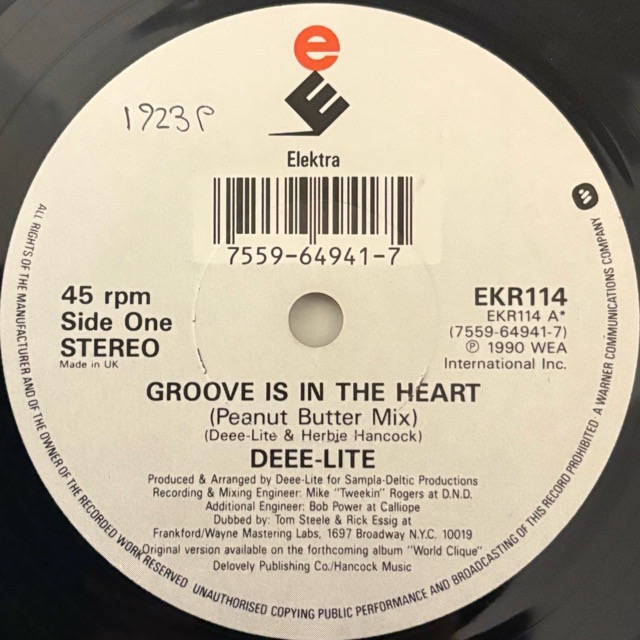 e
E
1923P
Elektra
7559-64941-7
45 rpm
Side One
STEREO
Made in UK
EKR114
EKR114 A*
(7559-64941-7)
℗ 1990 WEA
International Inc.
GROOVE IS IN THE HEART
(Peanut Butter Mix)
(Deee-Lite & Herbie Hancock)
DEEE-LITE
Produced & Arranged by Deee-Lite for Sampla-Deltic Productions
Recording & Mixing Engineer: Mike "Tweekin" Rogers at D.N.D.
Additional Engineer: Bob Power at Calliope
Dubbed by: Tom Steele & Rick Essig at
Frankford/Wayne Mastering Labs, 1697 Broadway N.Y.C. 10019
Original version available on the forthcoming album "World Clique"
Delovely Publishing Co./Hancock Music
ALL RIGHTS OF THE MANUFACTURER AND OF THE OWNER OF THE RECORDED WORK RESERVED UNAUTHORISED COPYING PUBLIC PERFORMANCE AND BROADCASTING OF THIS RECORD PROHIBITED · A WARNER COMMUNICATIONS COMPANY